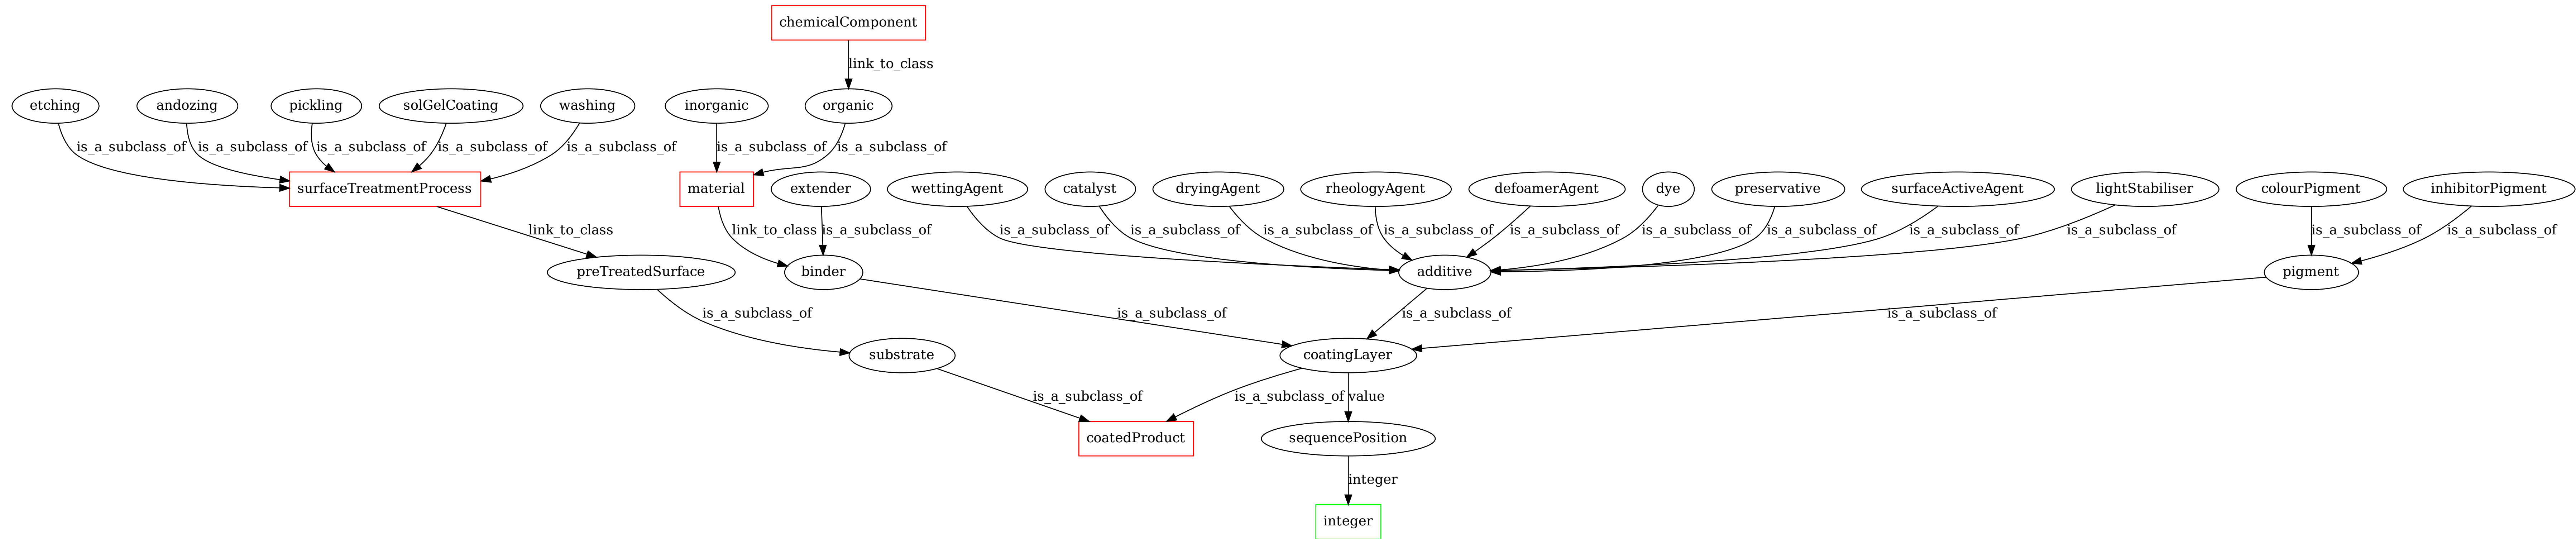 chemicalComponent
link_to_class
etching
andozing
pickling
solGelCoating
washing
inorganic
organic
is_a_subclass_of
is_a_subclass_of
is_a_subclass_of
is_a_subclass_of
is_a_subclass_of
is_a_subclass_of
is_a_subclass_of
surfaceTreatmentProcess
material
extender
wettingAgent
catalyst
dryingAgent
rheologyAgent
defoamerAgent
dye
preservative
surfaceActiveAgent
lightStabiliser
colourPigment
inhibitorPigment
link_to_class
link_to_class
is_a_subclass_of
is_a_subclass_of
is_a_subclass_of
is_a_subclass_of
is_a_subclass_of
is_a_subclass_of
is_a_subclass_of
is_a_subclass_of
is_a_subclass_of
is_a_subclass_of
is_a_subclass_of
is_a_subclass_of
preTreatedSurface
binder
additive
pigment
is_a_subclass_of
is_a_subclass_of
is_a_subclass_of
is_a_subclass_of
substrate
coatingLayer
is_a_subclass_of
is_a_subclass_of
value
coatedProduct
sequencePosition
integer
integer